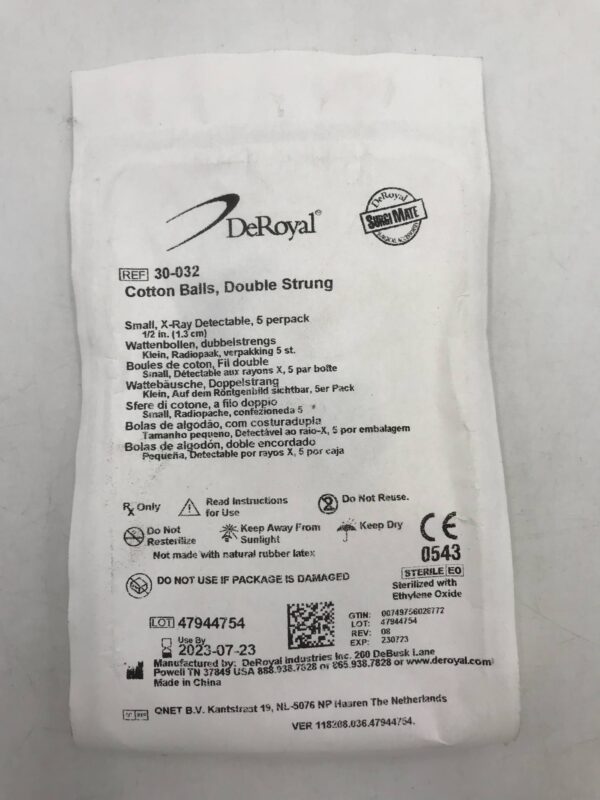 DeRoyal®
DeRoyal
SURGI MATE
REF 30-032
Cotton Balls, Double Strung
Small, X-Ray Detectable, 5 perpack
1/2 in. (1.3 cm)
Wattenbollen, dubbelstrengs
Klein, Radiopaak, verpakking 5 st.
Boules de coton, Fil double
Small, Détectable aux rayons X, 5 par boîte
Wattebäusche, Doppelstrang
Klein, Auf dem Röntgenbild sichtbar, 5er Pack
Sfere di cotone, a filo doppio
Small, Radiopache, confezioneda 5
Bolas de algodão, com costuradupla
Tamanho pequeno, Detectável ao raio-X, 5 por embalagem
Bolas de algodón, doble encordado
Pequeña, Detectable por rayos X, 5 por caja
Rx Only
Read Instructions
for Use
Do Not Reuse.
Do Not
Resterilize
Keep Away From
Sunlight
Keep Dry
CE
0543
Not made with natural rubber latex
STERILE EO
Sterilized with
Ethylene Oxide
DO NOT USE IF PACKAGE IS DAMAGED
LOT 47944754
GTIN: 00749756028772
LOT: 47944754
REV: 08
EXP: 230723
Use By
2023-07-23
Manufactured by: DeRoyal Industries Inc. 200 DeBusk Lane
Powell TN 37849 USA 888.938.7828 or 865.938.7828 or www.deroyal.com
Made in China
QNET B.V. Kantstraat 19, NL-5076 NP Haaren The Netherlands
VER 118208.036.47944754.